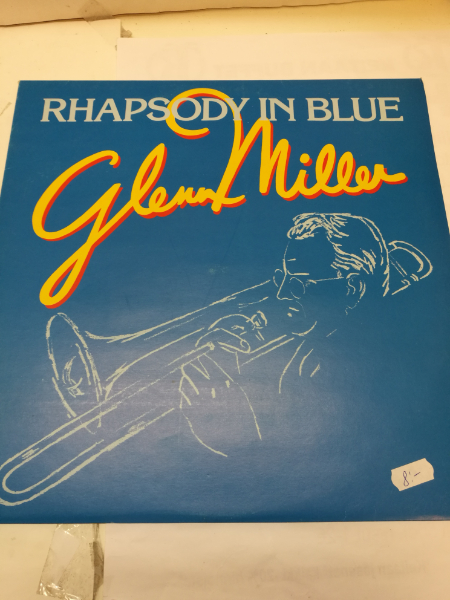 RHAPSODY IN BLUE
Glenn Miller
8:-